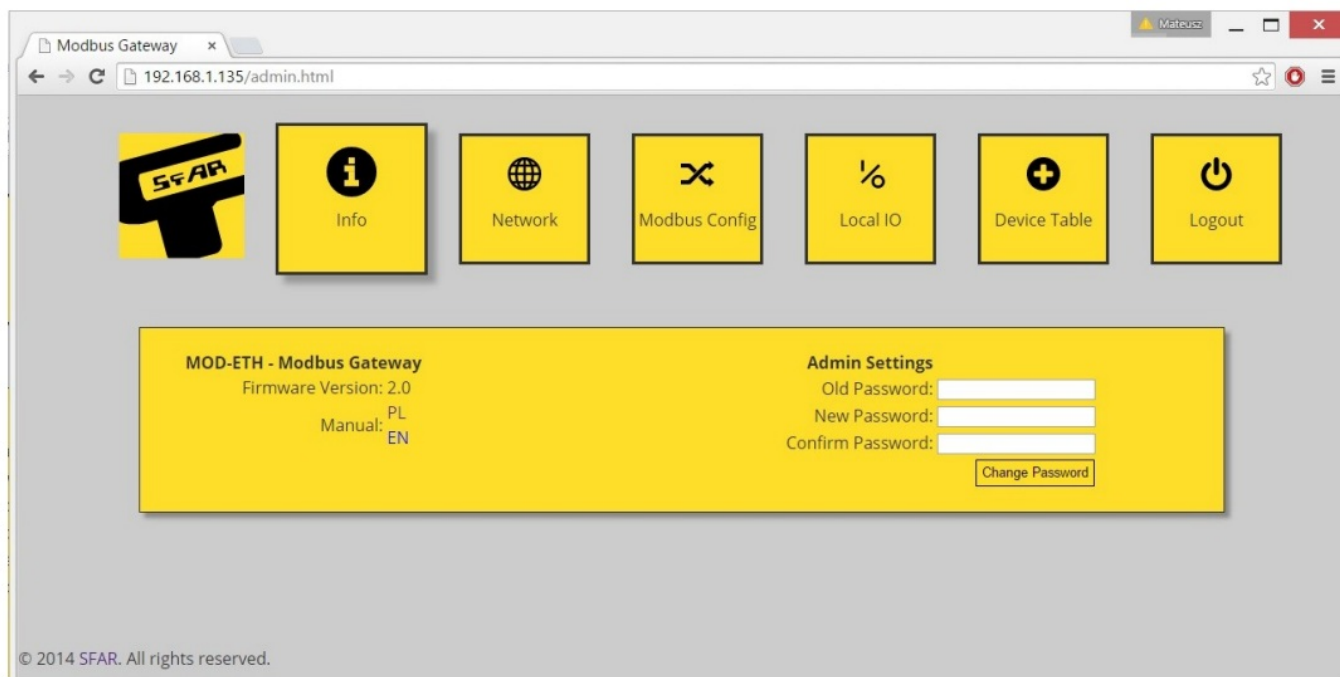 Mateusz
Modbus Gateway
192.168.1.135/admin.html
SFAR
Info
Network
Modbus Config
Local IO
Device Table
Logout
MOD-ETH - Modbus Gateway
Firmware Version: 2.0
Manual: PL
EN
Admin Settings
Old Password:
New Password:
Confirm Password:
Change Password
© 2014 SFAR. All rights reserved.